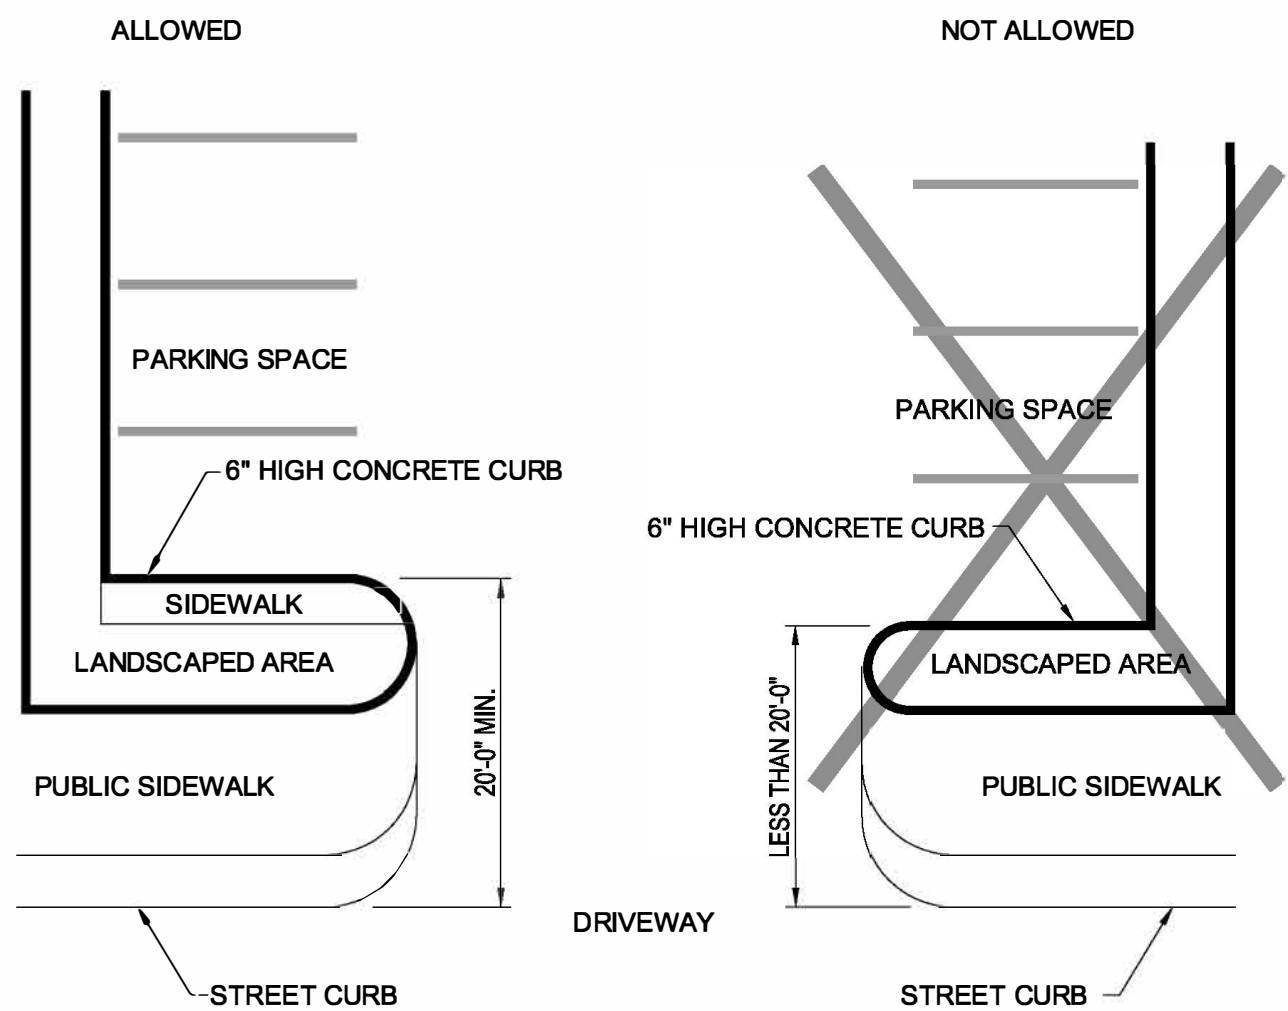 ALLOWED
NOT ALLOWED
PARKING SPACE
6" HIGH CONCRETE CURB
SIDEWALK
LANDSCAPED AREA
20'-0" MIN.
PUBLIC SIDEWALK
STREET CURB
DRIVEWAY
PARKING SPACE
6" HIGH CONCRETE CURB
LANDSCAPED AREA
LESS THAN 20'-0"
PUBLIC SIDEWALK
STREET CURB